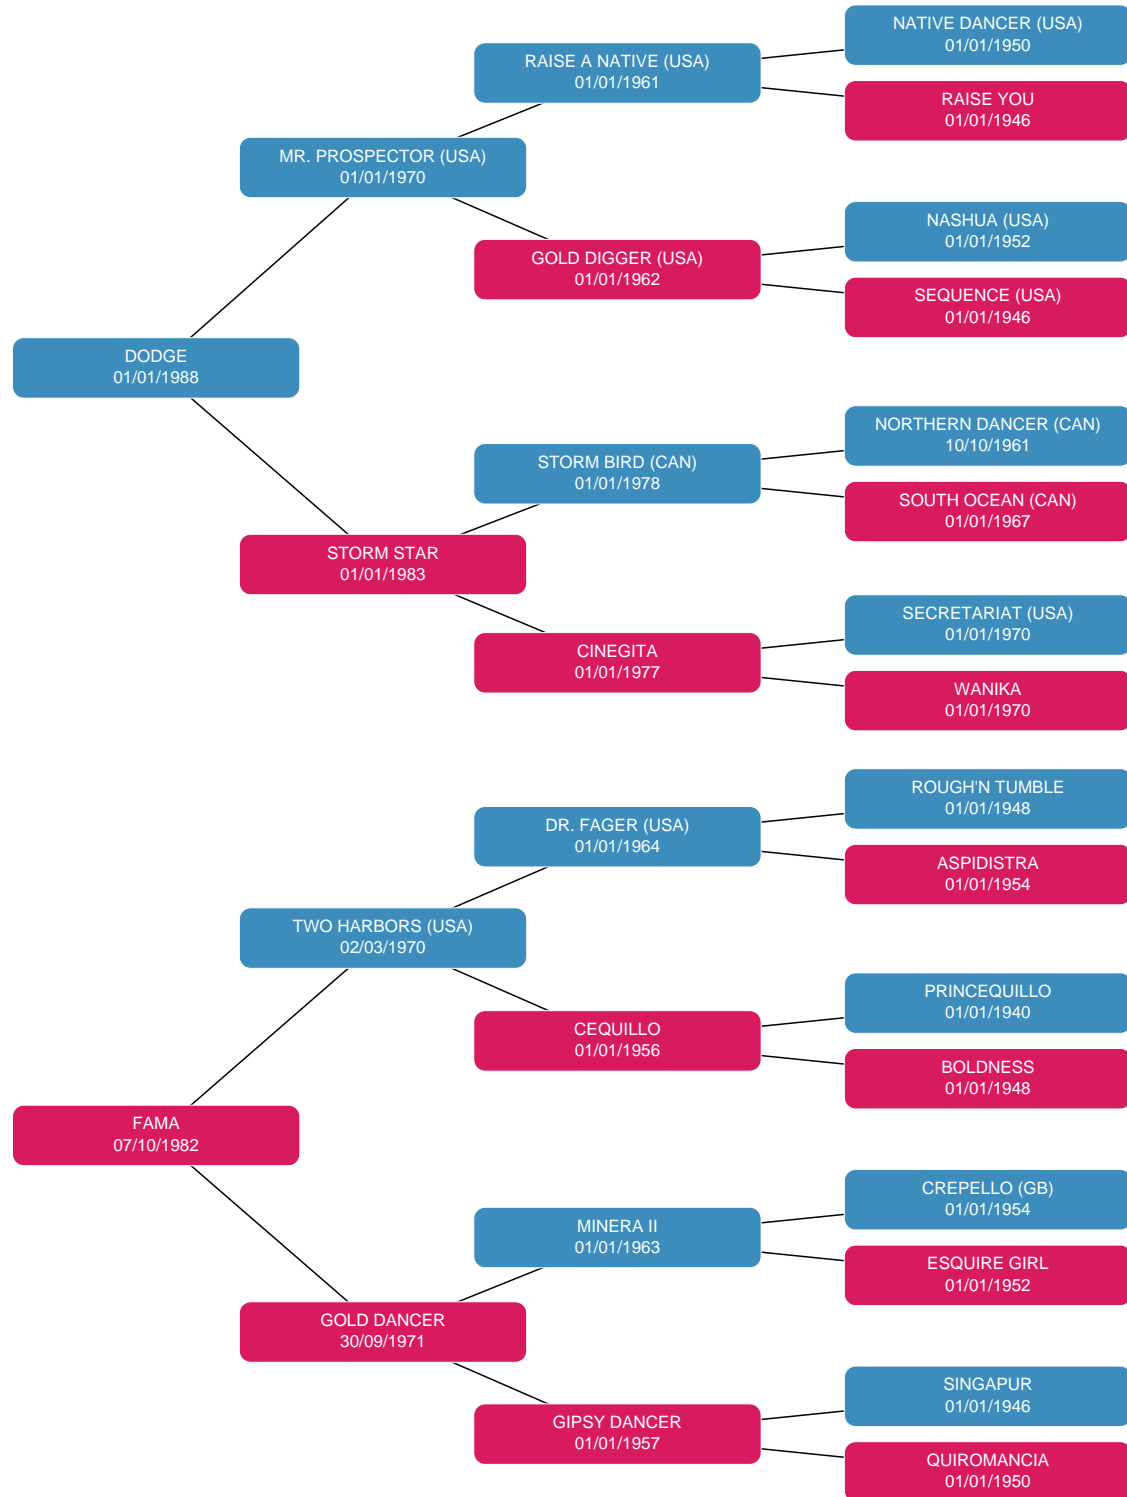 NATIVE DANCER (USA)
01/01/1950
RAISE A NATIVE (USA)
01/01/1961
RAISE YOU
01/01/1946
MR. PROSPECTOR (USA)
01/01/1970
NASHUA (USA)
01/01/1952
GOLD DIGGER (USA)
01/01/1962
SEQUENCE (USA)
01/01/1946
DODGE
01/01/1988
NORTHERN DANCER (CAN)
10/10/1961
STORM BIRD (CAN)
01/01/1978
SOUTH OCEAN (CAN)
01/01/1967
STORM STAR
01/01/1983
SECRETARIAT (USA)
01/01/1970
CINEGITA
01/01/1977
WANIKA
01/01/1970
ROUGH'N TUMBLE
01/01/1948
DR. FAGER (USA)
01/01/1964
ASPIDISTRA
01/01/1954
TWO HARBORS (USA)
02/03/1970
PRINCEQUILLO
01/01/1940
CEQUILLO
01/01/1956
BOLDNESS
01/01/1948
FAMA
07/10/1982
CREPELLO (GB)
01/01/1954
MINERA II
01/01/1963
ESQUIRE GIRL
01/01/1952
GOLD DANCER
30/09/1971
SINGAPUR
01/01/1946
GIPSY DANCER
01/01/1957
QUIROMANCIA
01/01/1950